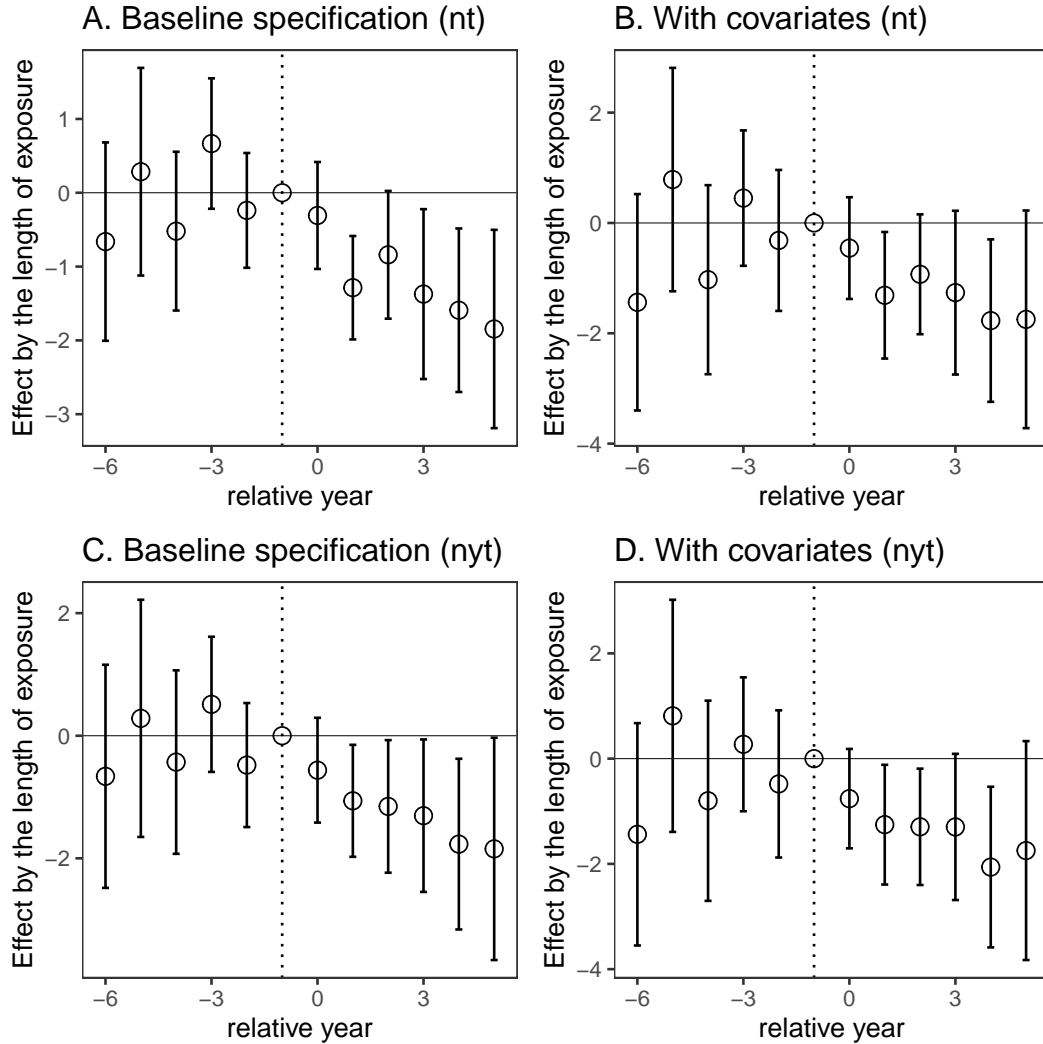 A. Baseline specification (nt)
Effect by the length of exposure
1
0
−1
−2
−3
−6
−3
0
3
relative year
B. With covariates (nt)
Effect by the length of exposure
2
0
−2
−4
−6
−3
0
3
relative year
C. Baseline specification (nyt)
Effect by the length of exposure
2
0
−2
−6
−3
0
3
relative year
D. With covariates (nyt)
Effect by the length of exposure
2
0
−2
−4
−6
−3
0
3
relative year